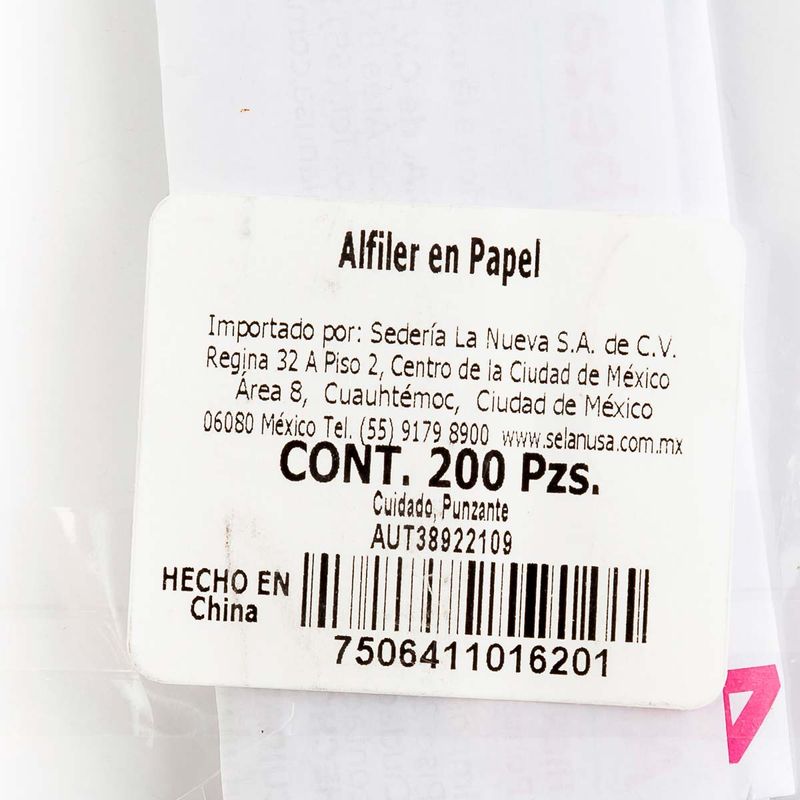 Alfiler en Papel
Importado por: Sedería La Nueva S.A. de C.V.
Regina 32 A Piso 2, Centro de la Ciudad de México
Área 8, Cuauhtémoc, Ciudad de México
06080 México Tel. (55) 9179 8900 www.selanusa.com.mx
CONT. 200 Pzs.
Cuidado, Punzante
AUT38922109
HECHO EN
China
7506411016201